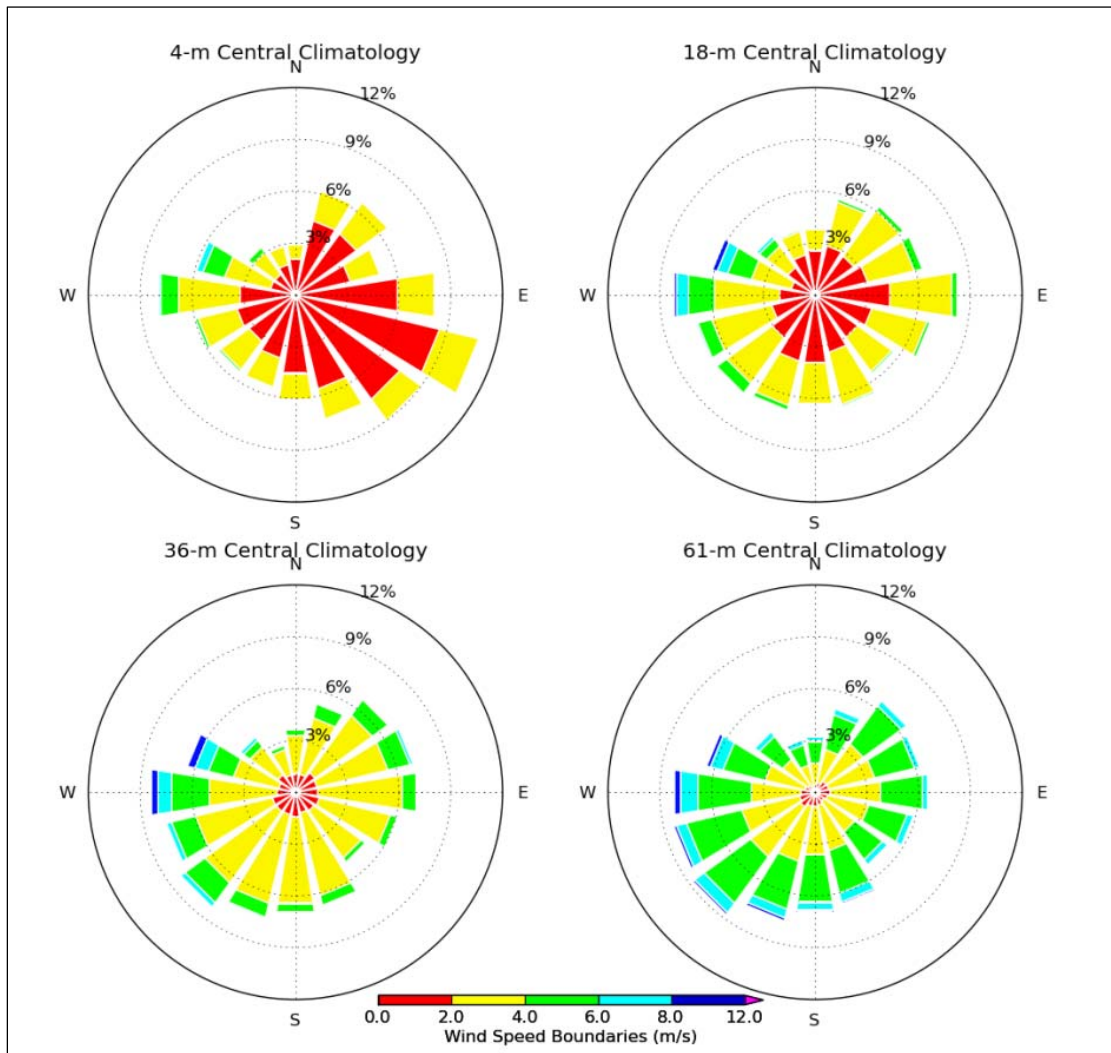 4-m Central Climatology
N
12%
9%
6%
3%
W
E
S
18-m Central Climatology
N
12%
9%
6%
3%
W
E
S
36-m Central Climatology
N
12%
9%
6%
3%
W
E
S
61-m Central Climatology
N
12%
9%
6%
3%
W
E
S
0.0 2.0 4.0 6.0 8.0 12.0
Wind Speed Boundaries (m/s)